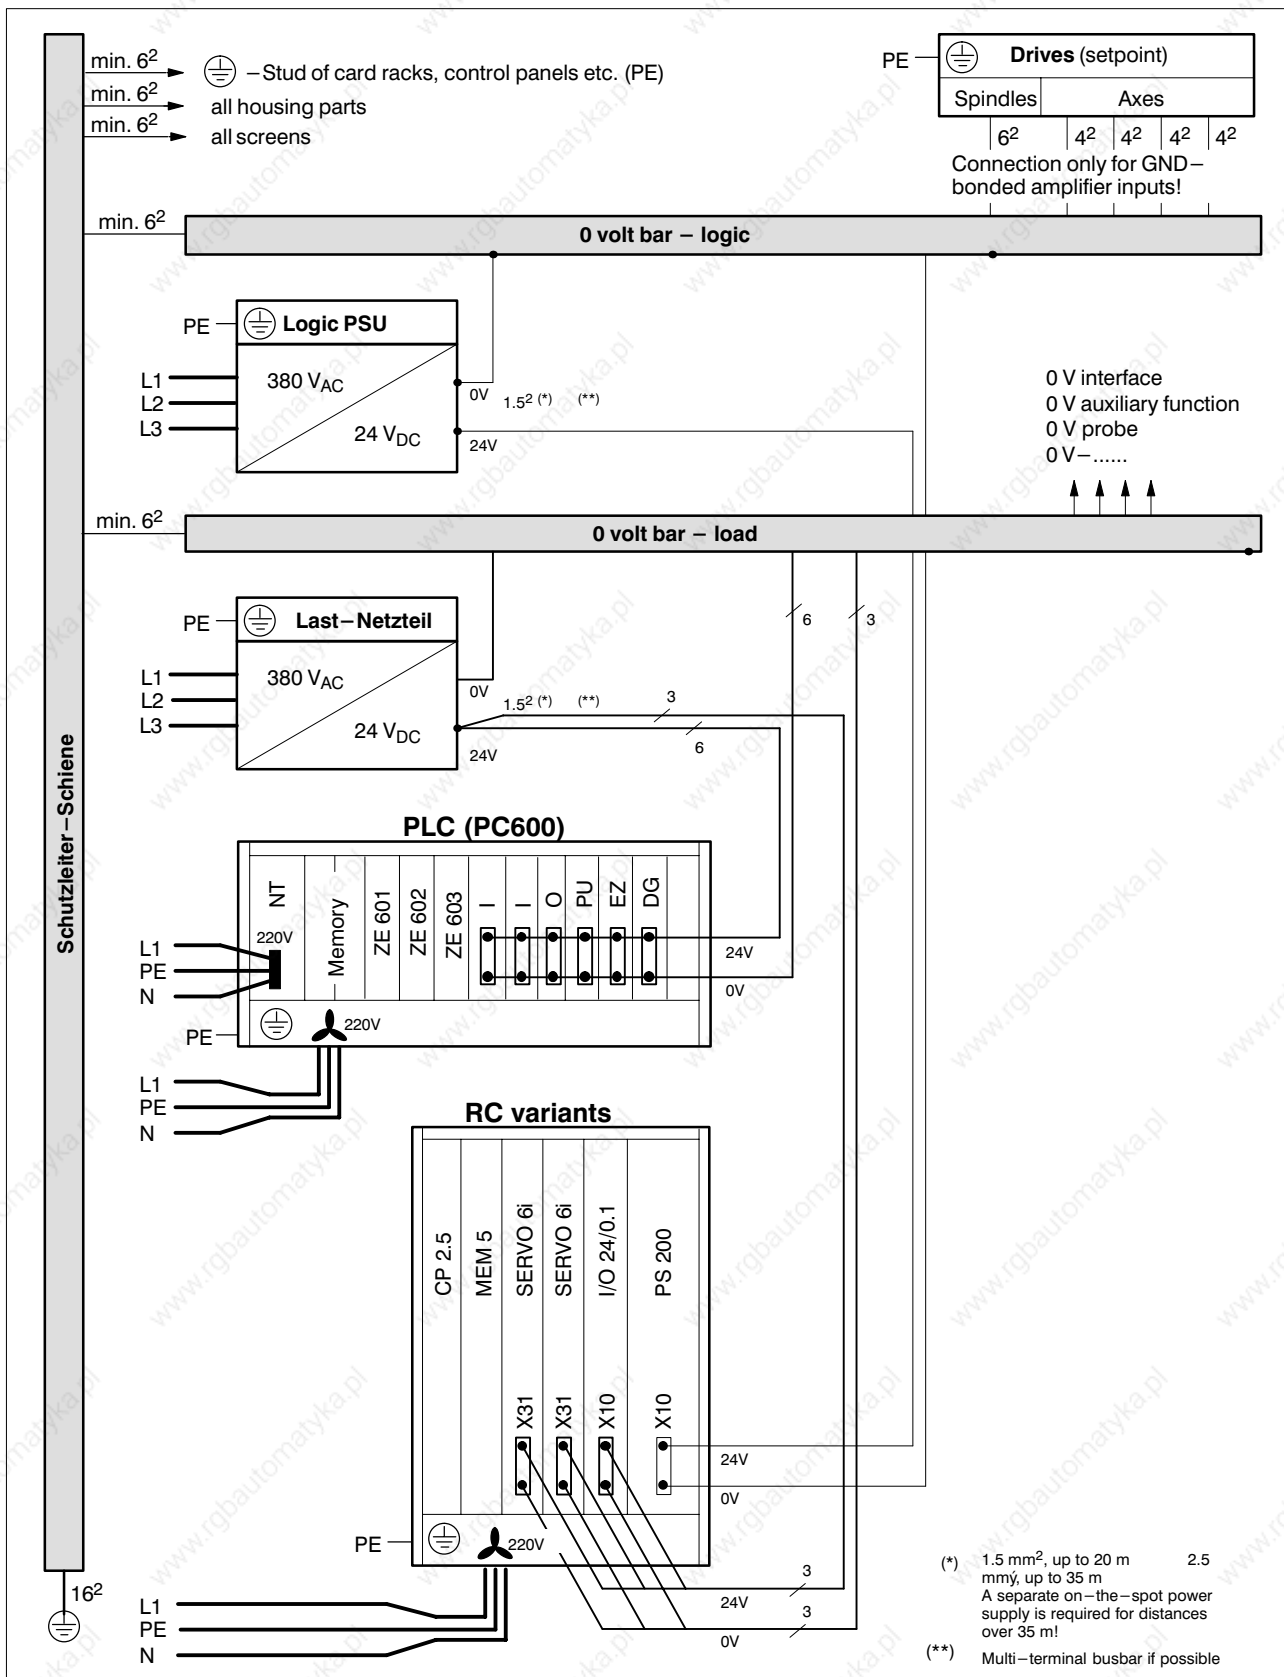 min. 6²
– Stud of card racks, control panels etc. (PE)
min. 6²
all housing parts
min. 6²
all screens
PE
Drives (setpoint)
Spindles
Axes
6²
4²
4²
4²
4²
Connection only for GND–
bonded amplifier inputs!
min. 6²
0 volt bar – logic
PE
Logic PSU
L1
L2
L3
380 VAC
24 VDC
0V
1.5² (*)
(**)
24V
0 V interface
0 V auxiliary function
0 V probe
0 V–......
min. 6²
0 volt bar – load
6
3
PE
Last–Netzteil
L1
L2
L3
380 VAC
24 VDC
0V
1.5² (*)
(**)
3
6
24V
Schutzleiter–Schiene
PLC (PC600)
NT
Memory
ZE 601
ZE 602
ZE 603
I
I
O
PU
EZ
DG
220V
L1
PE
N
24V
0V
PE
220V
L1
PE
N
RC variants
CP 2.5
MEM 5
SERVO 6i
SERVO 6i
I/O 24/0.1
PS 200
X31
X31
X10
X10
24V
0V
PE
220V
3
24V
3
0V
L1
PE
N
16²
(*) 1.5 mm², up to 20 m 2.5
mmý, up to 35 m
A separate on–the–spot power
supply is required for distances
over 35 m!
(**) Multi–terminal busbar if possible
www.rgbautomatyka.pl